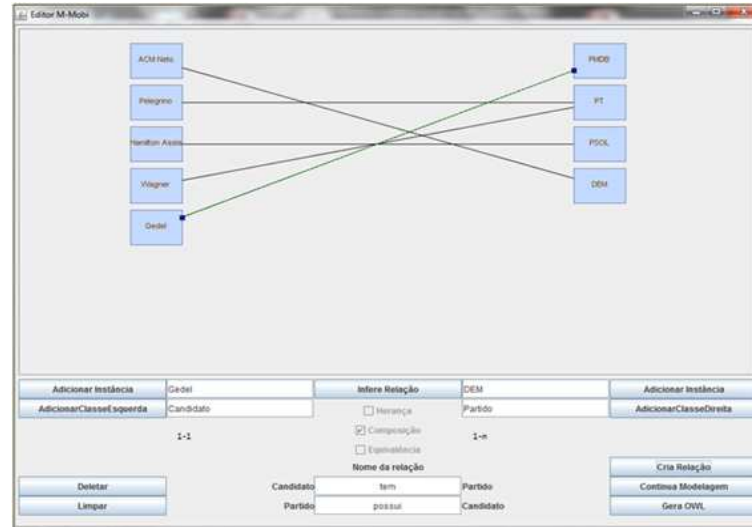 Editor M-Mobi
ACM Neto PMDB
Pelegrino PT
Hamilton Assis PSOL
Wagner DEM
Gedel
Adicionar Instância Gedel Infere Relação DEM Adicionar Instância
AdicionarClasseEsquerda Candidato Herança Partido AdicionarClasseDireita
1-1 Composição 1-n
Equivalência
Nome da relação Cria Relação
Deletar Candidato tem Partido Continua Modelagem
Limpar Partido possui Candidato Gera OWL